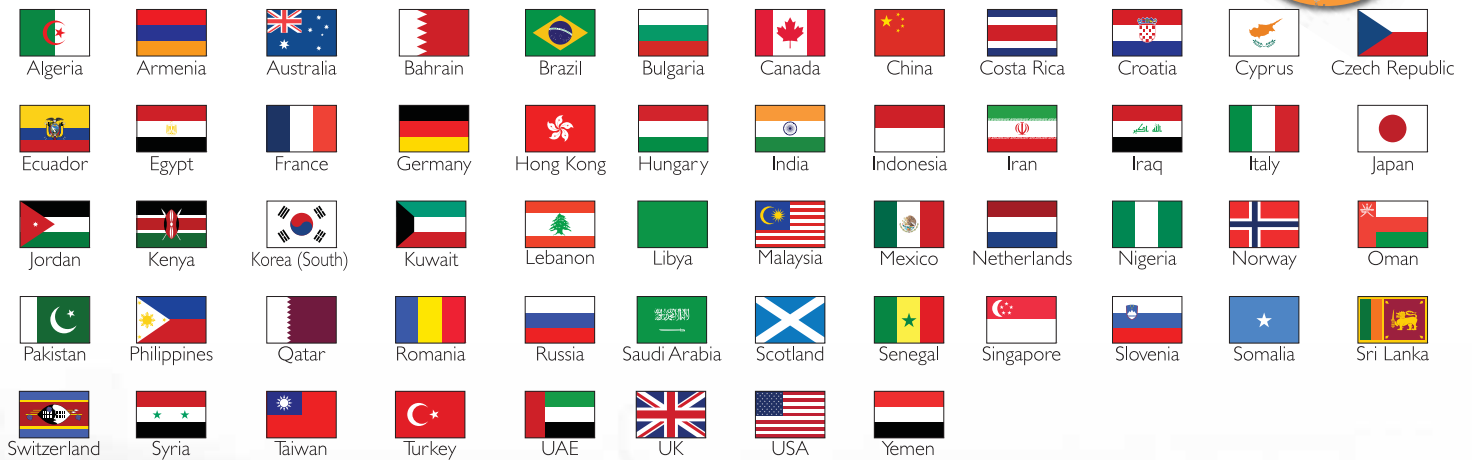 Algeria Armenia Australia Bahrain Brazil Bulgaria Canada China Costa Rica Croatia Cyprus Czech Republic
Ecuador Egypt France Germany Hong Kong Hungary India Indonesia Iran Iraq Italy Japan
Jordan Kenya Korea (South) Kuwait Lebanon Libya Malaysia Mexico Netherlands Nigeria Norway Oman
Pakistan Philippines Qatar Romania Russia Saudi Arabia Scotland Senegal Singapore Slovenia Somalia Sri Lanka
Switzerland Syria Taiwan Turkey UAE UK USA Yemen